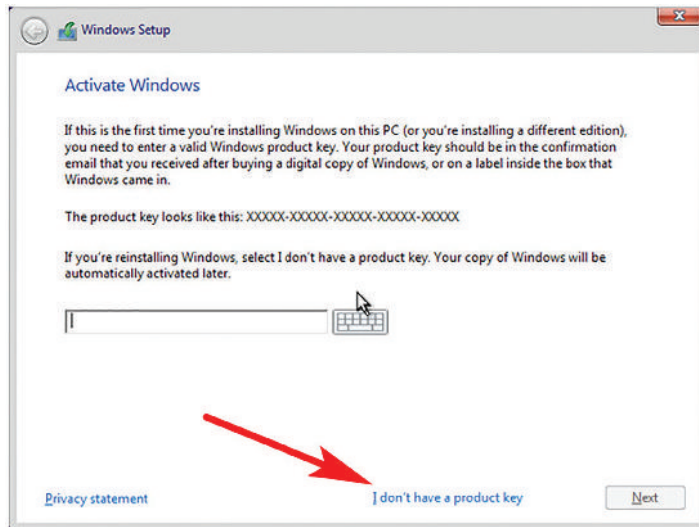 Windows Setup
Activate Windows
If this is the first time you're installing Windows on this PC (or you're installing a different edition),
you need to enter a valid Windows product key. Your product key should be in the confirmation
email that you received after buying a digital copy of Windows, or on a label inside the box that
Windows came in.
The product key looks like this: XXXXX-XXXXX-XXXXX-XXXXX-XXXXX
If you're reinstalling Windows, select I don't have a product key. Your copy of Windows will be
automatically activated later.
Privacy statement
I don't have a product key
Next